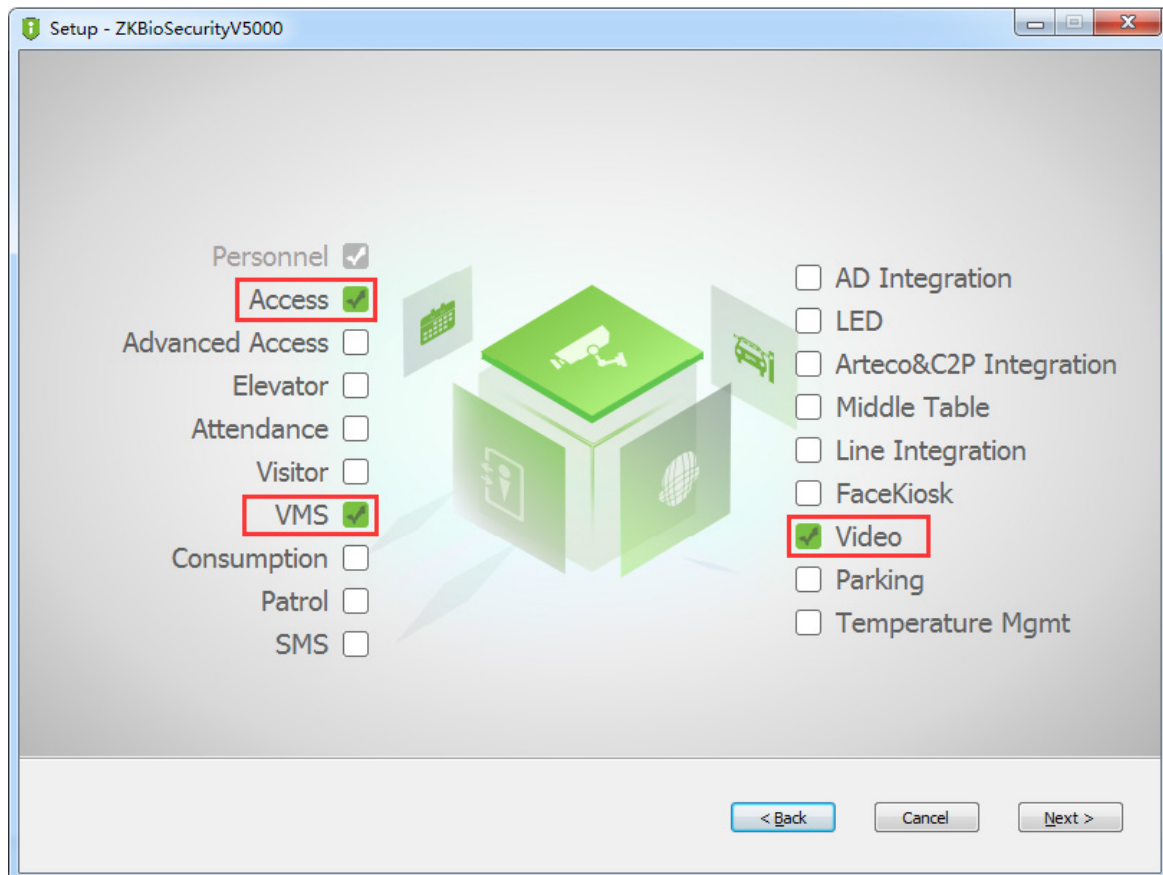 Setup - ZKBioSecurityV5000
Personnel
Access
Advanced Access
Elevator
Attendance
Visitor
VMS
Consumption
Patrol
SMS
AD Integration
LED
Arteco&C2P Integration
Middle Table
Line Integration
FaceKiosk
Video
Parking
Temperature Mgmt
< Back
Cancel
Next >